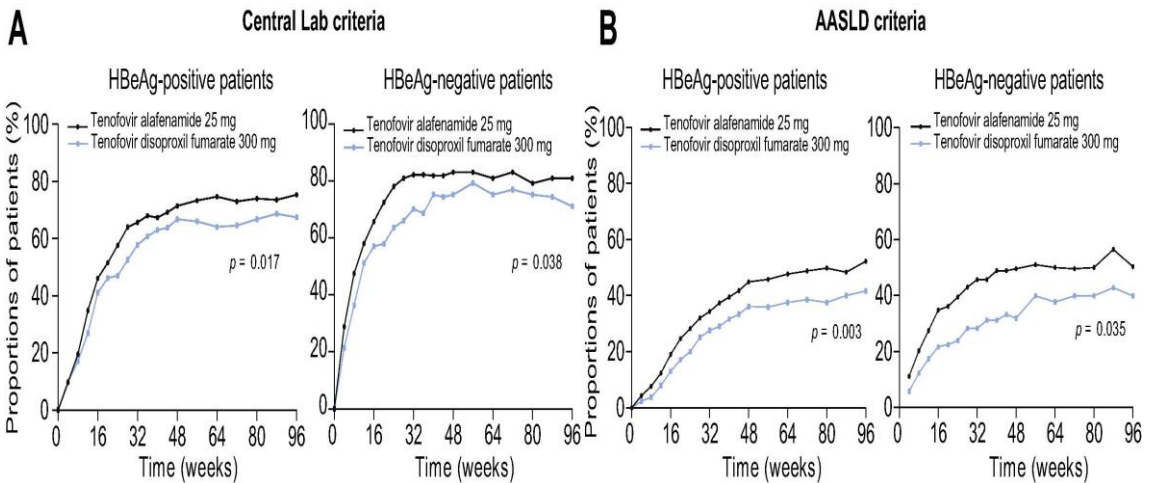 A
Central Lab criteria
HBeAg-positive patients
Tenofovir alafenamide 25 mg
Tenofovir disoproxil fumarate 300 mg
Proportions of patients (%)
100
80
60
40
20
0
p = 0.017
0 16 32 48 64 80 96
Time (weeks)
HBeAg-negative patients
Tenofovir alafenamide 25 mg
Tenofovir disoproxil fumarate 300 mg
100
80
60
40
20
0
p = 0.038
0 16 32 48 64 80 96
Time (weeks)
B
AASLD criteria
HBeAg-positive patients
Tenofovir alafenamide 25 mg
Tenofovir disoproxil fumarate 300 mg
Proportions of patients (%)
100
80
60
40
20
0
p = 0.003
0 16 32 48 64 80 96
Time (weeks)
HBeAg-negative patients
Tenofovir alafenamide 25 mg
Tenofovir disoproxil fumarate 300 mg
100
80
60
40
20
0
p = 0.035
0 16 32 48 64 80 96
Time (weeks)